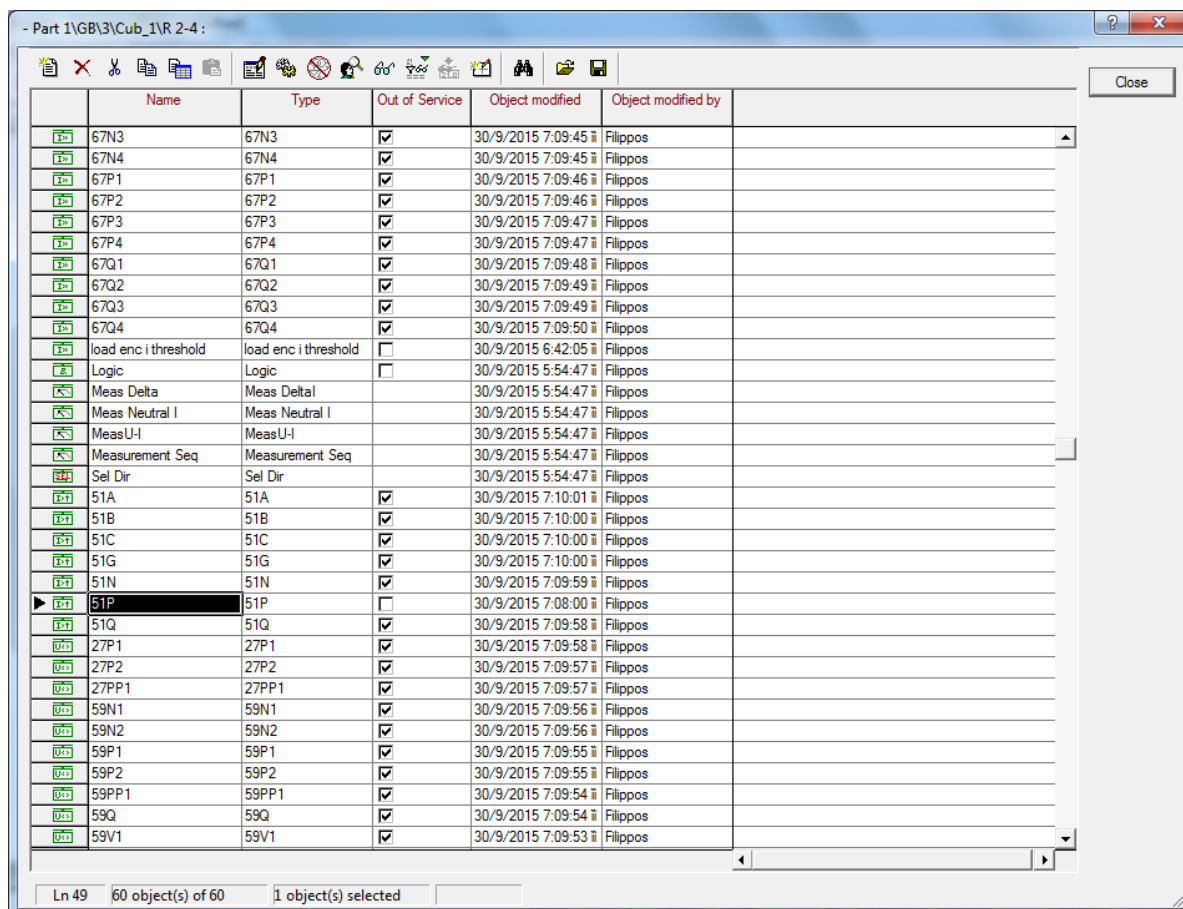 - Part 1\GB\3\Cub_1\R 2-4 :
Close
Name Type Out of Service Object modified Object modified by
67N3 67N3 30/9/2015 7:09:45 Filippos
67N4 67N4 30/9/2015 7:09:45 Filippos
67P1 67P1 30/9/2015 7:09:46 Filippos
67P2 67P2 30/9/2015 7:09:46 Filippos
67P3 67P3 30/9/2015 7:09:47 Filippos
67P4 67P4 30/9/2015 7:09:47 Filippos
67Q1 67Q1 30/9/2015 7:09:48 Filippos
67Q2 67Q2 30/9/2015 7:09:49 Filippos
67Q3 67Q3 30/9/2015 7:09:49 Filippos
67Q4 67Q4 30/9/2015 7:09:50 Filippos
load enc i threshold load enc i threshold 30/9/2015 6:42:05 Filippos
Logic Logic 30/9/2015 5:54:47 Filippos
Meas Delta Meas DeltaI 30/9/2015 5:54:47 Filippos
Meas Neutral I Meas Neutral I 30/9/2015 5:54:47 Filippos
MeasU-I MeasU-I 30/9/2015 5:54:47 Filippos
Measurement Seq Measurement Seq 30/9/2015 5:54:47 Filippos
Sel Dir Sel Dir 30/9/2015 5:54:47 Filippos
51A 51A 30/9/2015 7:10:01 Filippos
51B 51B 30/9/2015 7:10:00 Filippos
51C 51C 30/9/2015 7:10:00 Filippos
51G 51G 30/9/2015 7:10:00 Filippos
51N 51N 30/9/2015 7:09:59 Filippos
51P 51P 30/9/2015 7:08:00 Filippos
51Q 51Q 30/9/2015 7:09:58 Filippos
27P1 27P1 30/9/2015 7:09:58 Filippos
27P2 27P2 30/9/2015 7:09:57 Filippos
27PP1 27PP1 30/9/2015 7:09:57 Filippos
59N1 59N1 30/9/2015 7:09:56 Filippos
59N2 59N2 30/9/2015 7:09:56 Filippos
59P1 59P1 30/9/2015 7:09:55 Filippos
59P2 59P2 30/9/2015 7:09:55 Filippos
59PP1 59PP1 30/9/2015 7:09:54 Filippos
59Q 59Q 30/9/2015 7:09:54 Filippos
59V1 59V1 30/9/2015 7:09:53 Filippos
Ln 49 60 object(s) of 60 1 object(s) selected